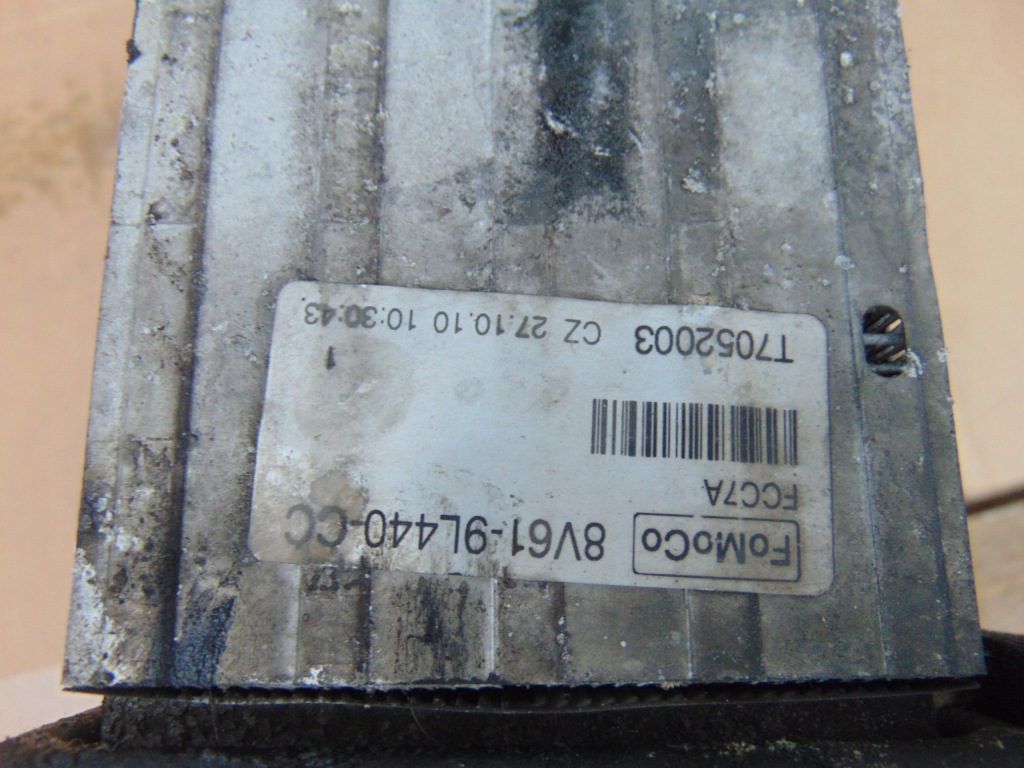 FoMoCo 8V61-9L440-CC
FCC7A
T7052003 CZ 27.10.10 10:30:43
1